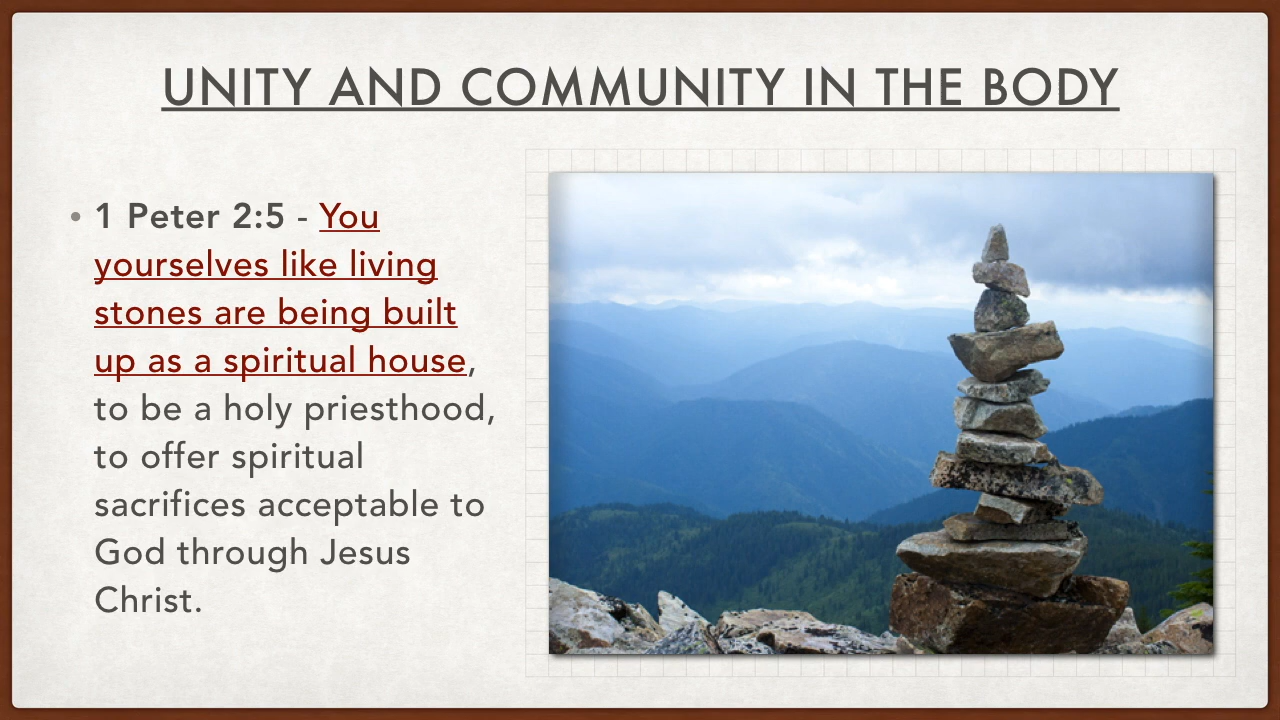 UNITY AND COMMUNITY IN THE BODY
• 1 Peter 2:5 - You
yourselves like living
stones are being built
up as a spiritual house,
to be a holy priesthood,
to offer spiritual
sacrifices acceptable to
God through Jesus
Christ.